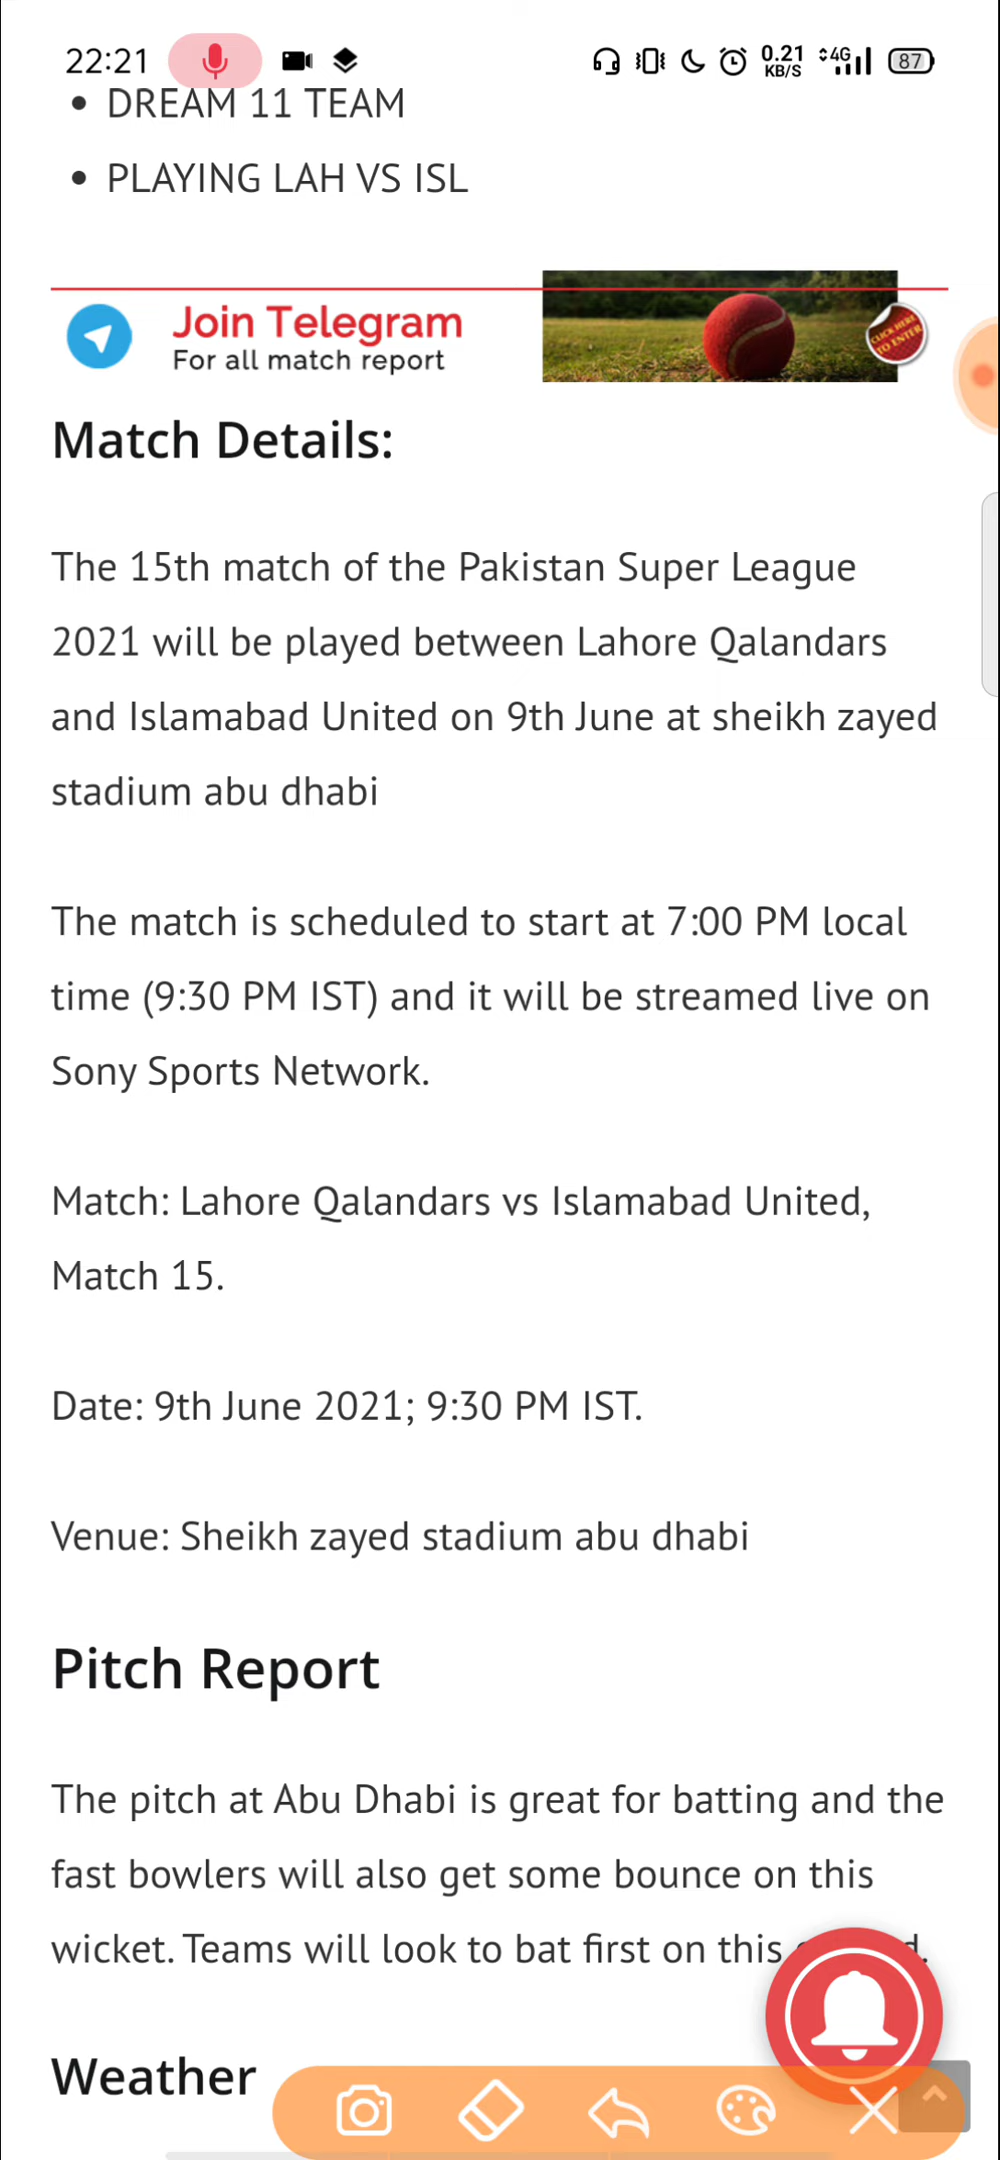 22:21
0.21
KB/S
4G
87
DREAM 11 TEAM
PLAYING LAH VS ISL
Join Telegram
For all match report
CLICK HERE
TO ENTER
Match Details:
The 15th match of the Pakistan Super League
2021 will be played between Lahore Qalandars
and Islamabad United on 9th June at sheikh zayed
stadium abu dhabi
The match is scheduled to start at 7:00 PM local
time (9:30 PM IST) and it will be streamed live on
Sony Sports Network.
Match: Lahore Qalandars vs Islamabad United,
Match 15.
Date: 9th June 2021; 9:30 PM IST.
Venue: Sheikh zayed stadium abu dhabi
Pitch Report
The pitch at Abu Dhabi is great for batting and the
fast bowlers will also get some bounce on this
wicket. Teams will look to bat first on this
Weather